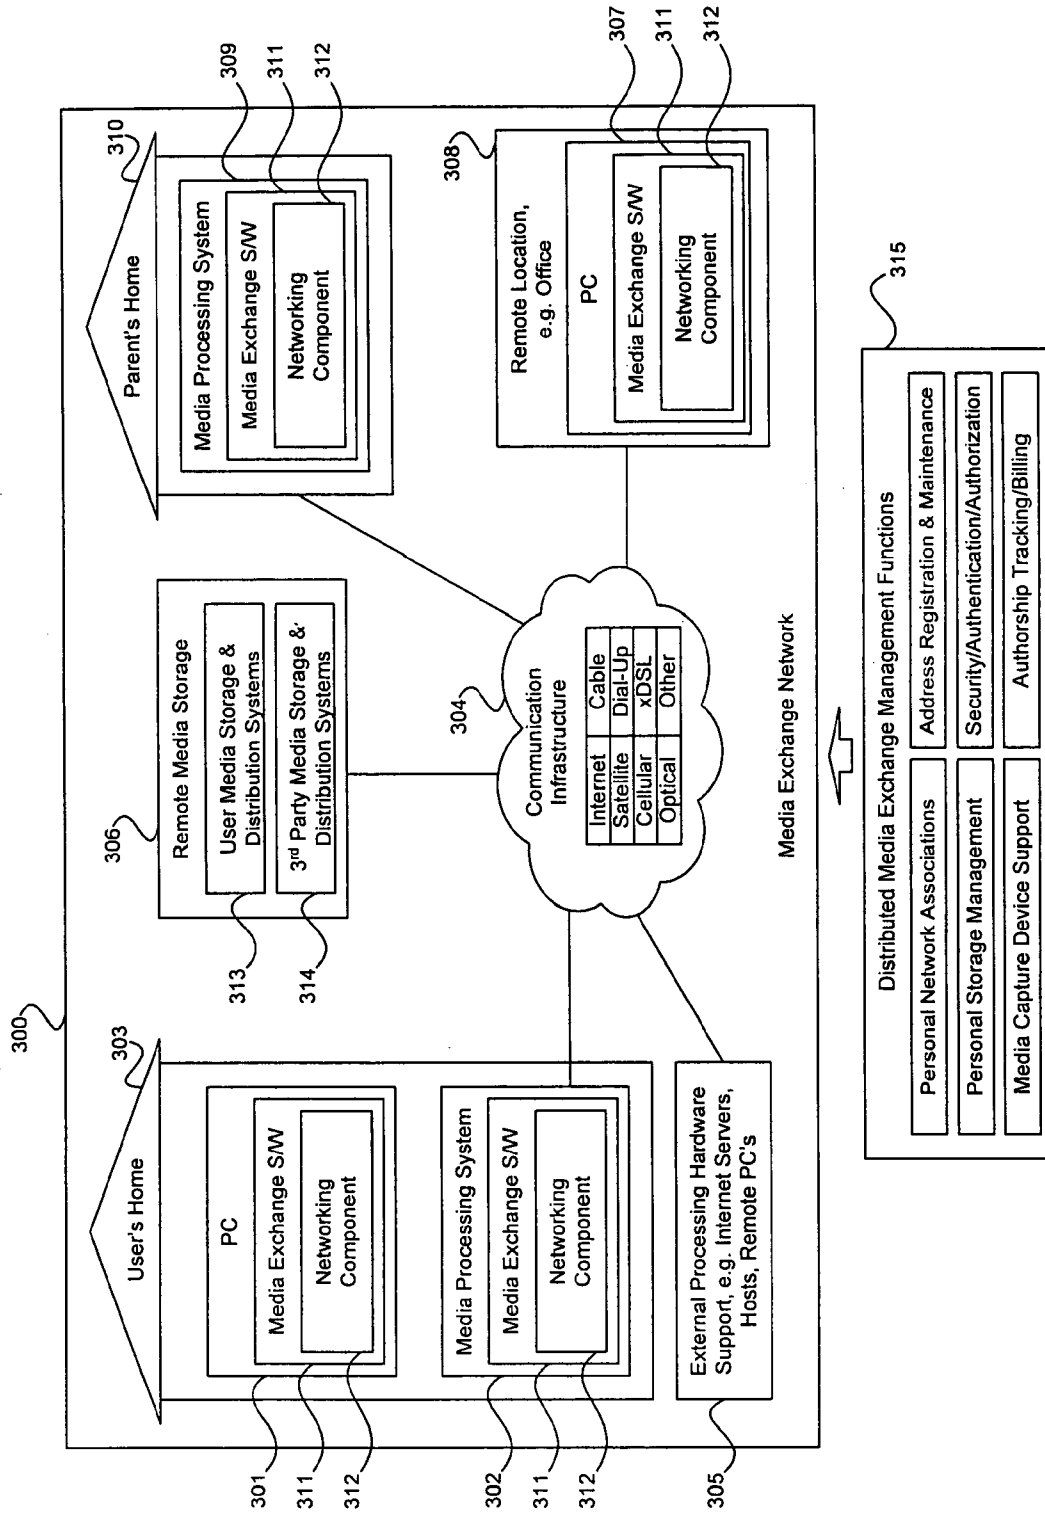 300
303
User's Home
PC
Media Exchange S/W
Networking
Component
301
311
312
Media Processing System
Media Exchange S/W
Networking
Component
302
311
312
External Processing Hardware
Support, e.g. Internet Servers,
Hosts, Remote PC's
305
306
Remote Media Storage
User Media Storage &
Distribution Systems
3rd Party Media Storage &
Distribution Systems
313
314
304
Communication
Infrastructure
Internet Cable
Satellite Dial-Up
Cellular xDSL
Optical Other
310
Parent's Home
Media Processing System
Media Exchange S/W
Networking
Component
309
311
312
308
Remote Location,
e.g. Office
PC
Media Exchange S/W
Networking
Component
307
311
312
Media Exchange Network
315
Distributed Media Exchange Management Functions
Personal Network Associations
Address Registration & Maintenance
Personal Storage Management
Security/Authentication/Authorization
Media Capture Device Support
Authorship Tracking/Billing